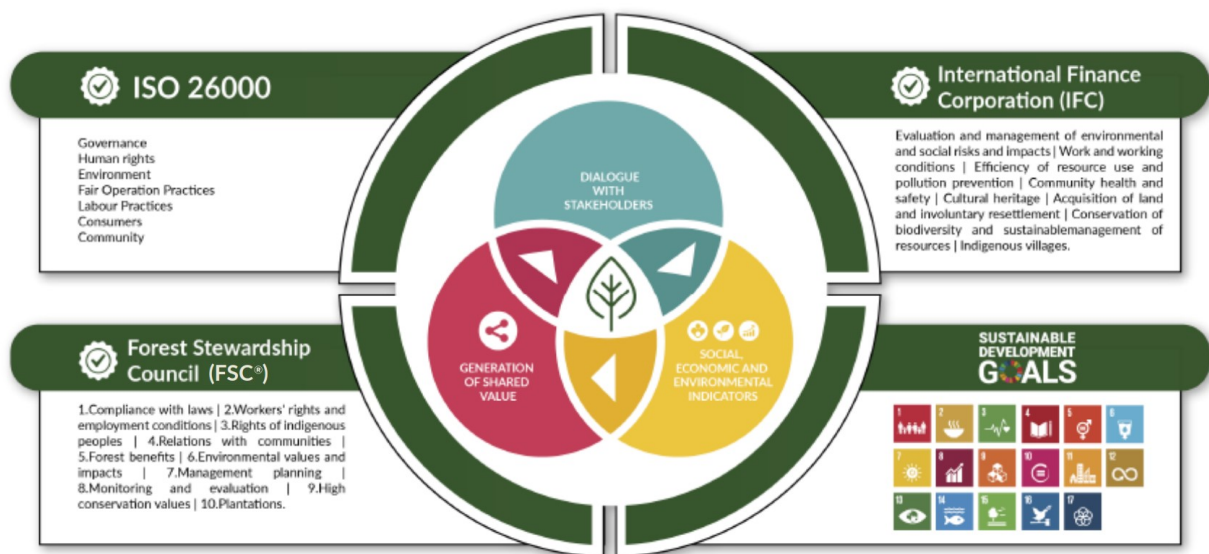 ISO 26000
Governance
Human rights
Environment
Fair Operation Practices
Labour Practices
Consumers
Community
International Finance
Corporation (IFC)
Evaluation and management of environmental
and social risks and impacts | Work and working
conditions | Efficiency of resource use and
pollution prevention | Community health and
safety | Cultural heritage | Acquisition of land
and involuntary resettlement | Conservation of
biodiversity and sustainablemanagement of
resources | Indigenous villages.
DIALOGUE
WITH
STAKEHOLDERS
GENERATION
OF SHARED
VALUE
SOCIAL,
ECONOMIC AND
ENVIRONMENTAL
INDICATORS
Forest Stewardship
Council (FSC®)
1.Compliance with laws | 2.Workers' rights and
employment conditions | 3.Rights of indigenous
peoples | 4.Relations with communities |
5.Forest benefits | 6.Environmental values and
impacts | 7.Management planning |
8.Monitoring and evaluation | 9.High
conservation values | 10.Plantations.
SUSTAINABLE
DEVELOPMENT
GOALS
1 2 3 4 5 6
7 8 9 10 11 12
13 14 15 16 17